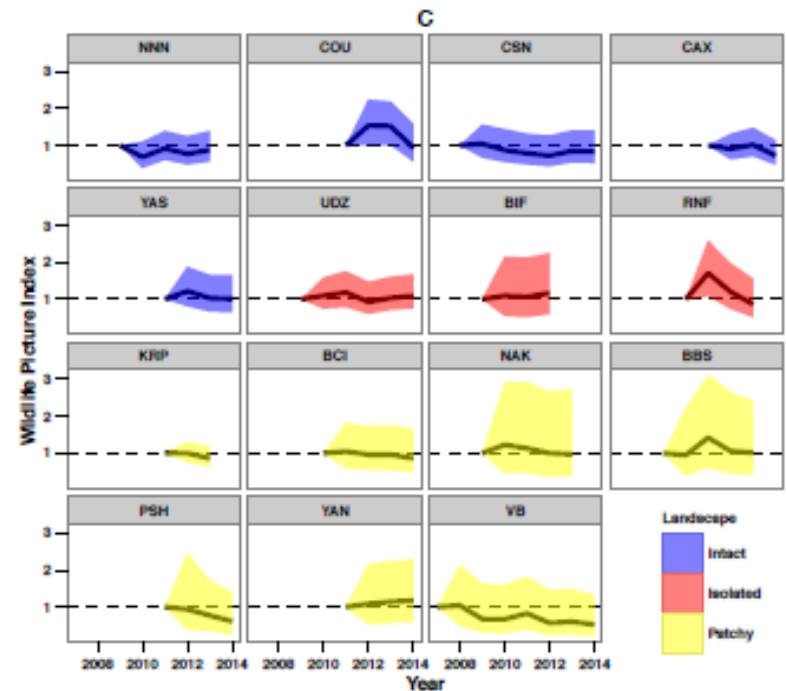 C
NNN COU CSN CAX
3
2
1
YAS UDZ BIF RNF
3
2
1
KRP BCI NAK BBS
3
2
1
PSH YAN VB
3
2
1
2008 2010 2012 2014 2008 2010 2012 2014 2008 2010 2012 2014
Year
Wildlife Picture Index
Landscape
Intact
Isolated
Patchy